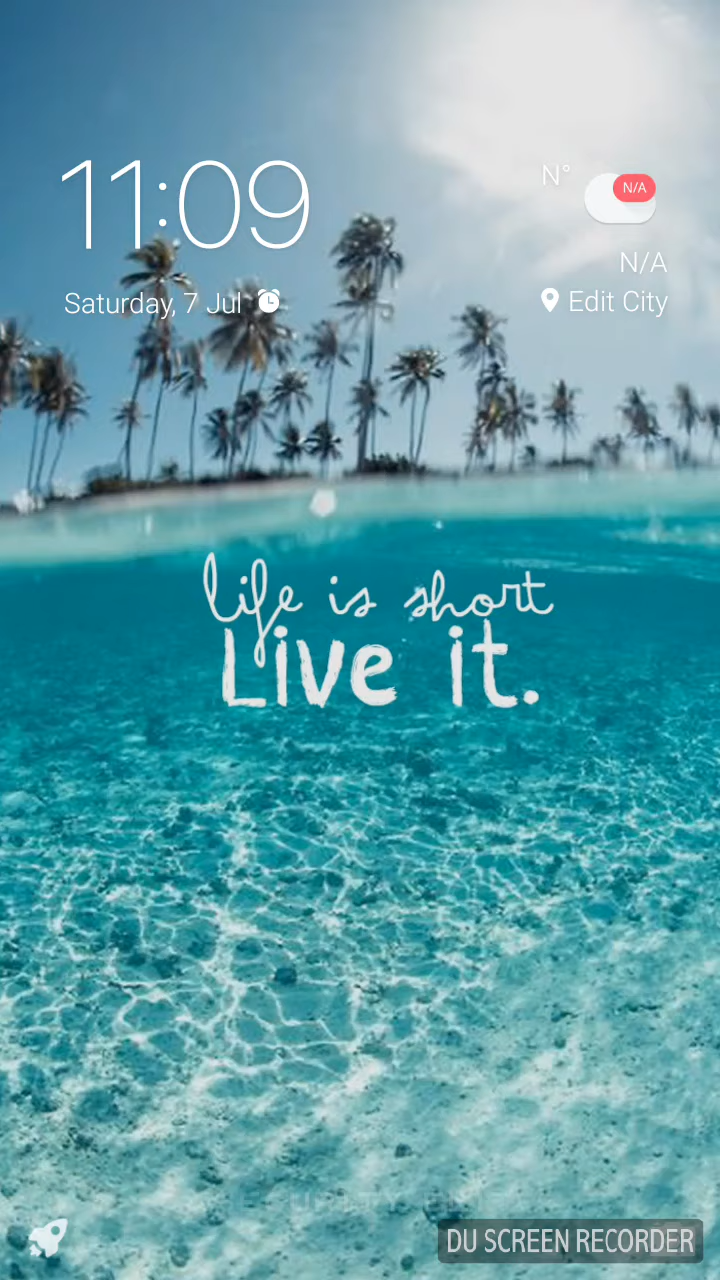 11:09
N°
N/A
N/A
Saturday, 7 Jul
Edit City
life is short
Live it.
DU SCREEN RECORDER